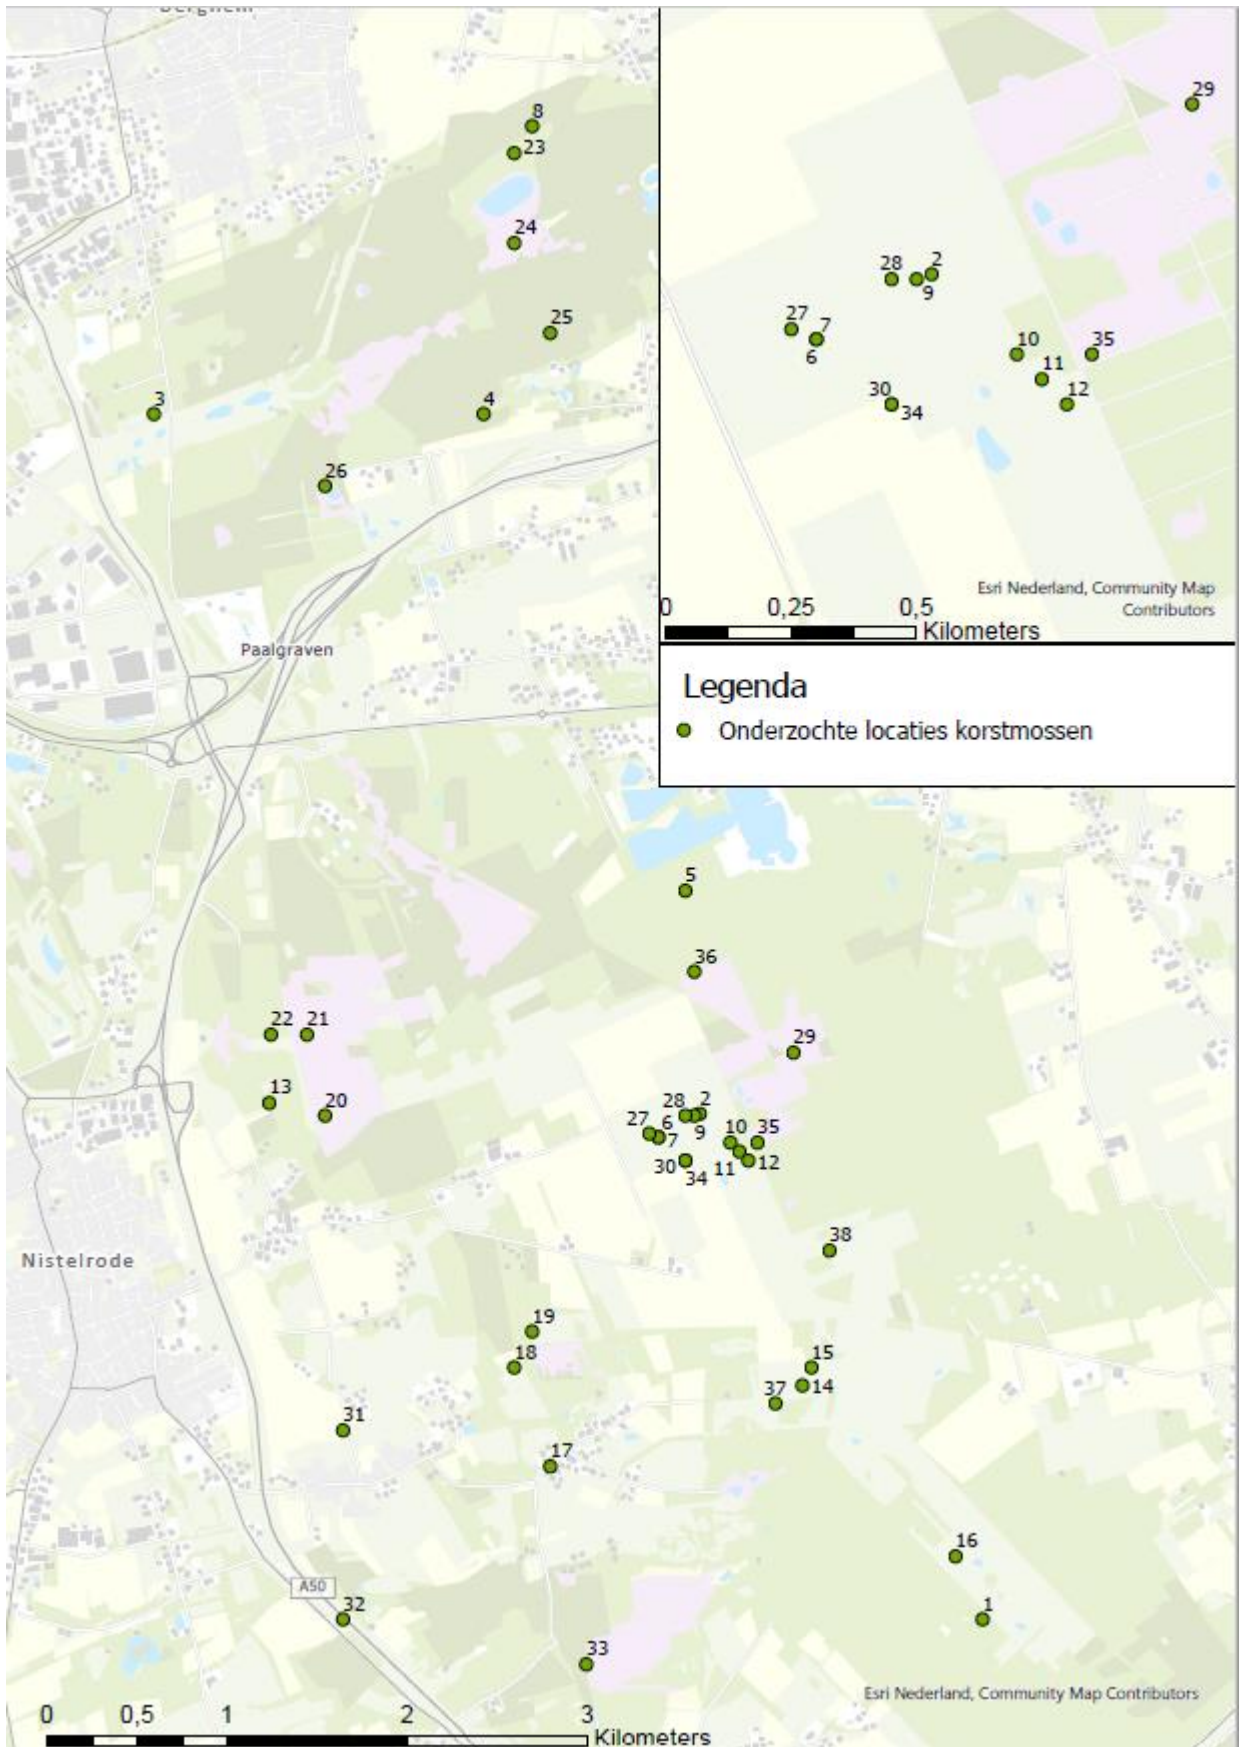 Berghem
8
23
24
25
3
4
26
29
28
2
9
27
7
6
10
35
11
12
30
34
Esri Nederland, Community Map
Contributors
0 0,25 0,5
Kilometers
Paalgraven
Legenda
Onderzochte locaties korstmossen
5
36
22 21
29
13
20
28 2
27 6 9 10 35
7
30 34 11 12
38
Nistelrode
19
18
15
14
37
31
17
16
A50
32
1
33
Esri Nederland, Community Map Contributors
0 0,5 1 2 3
Kilometers